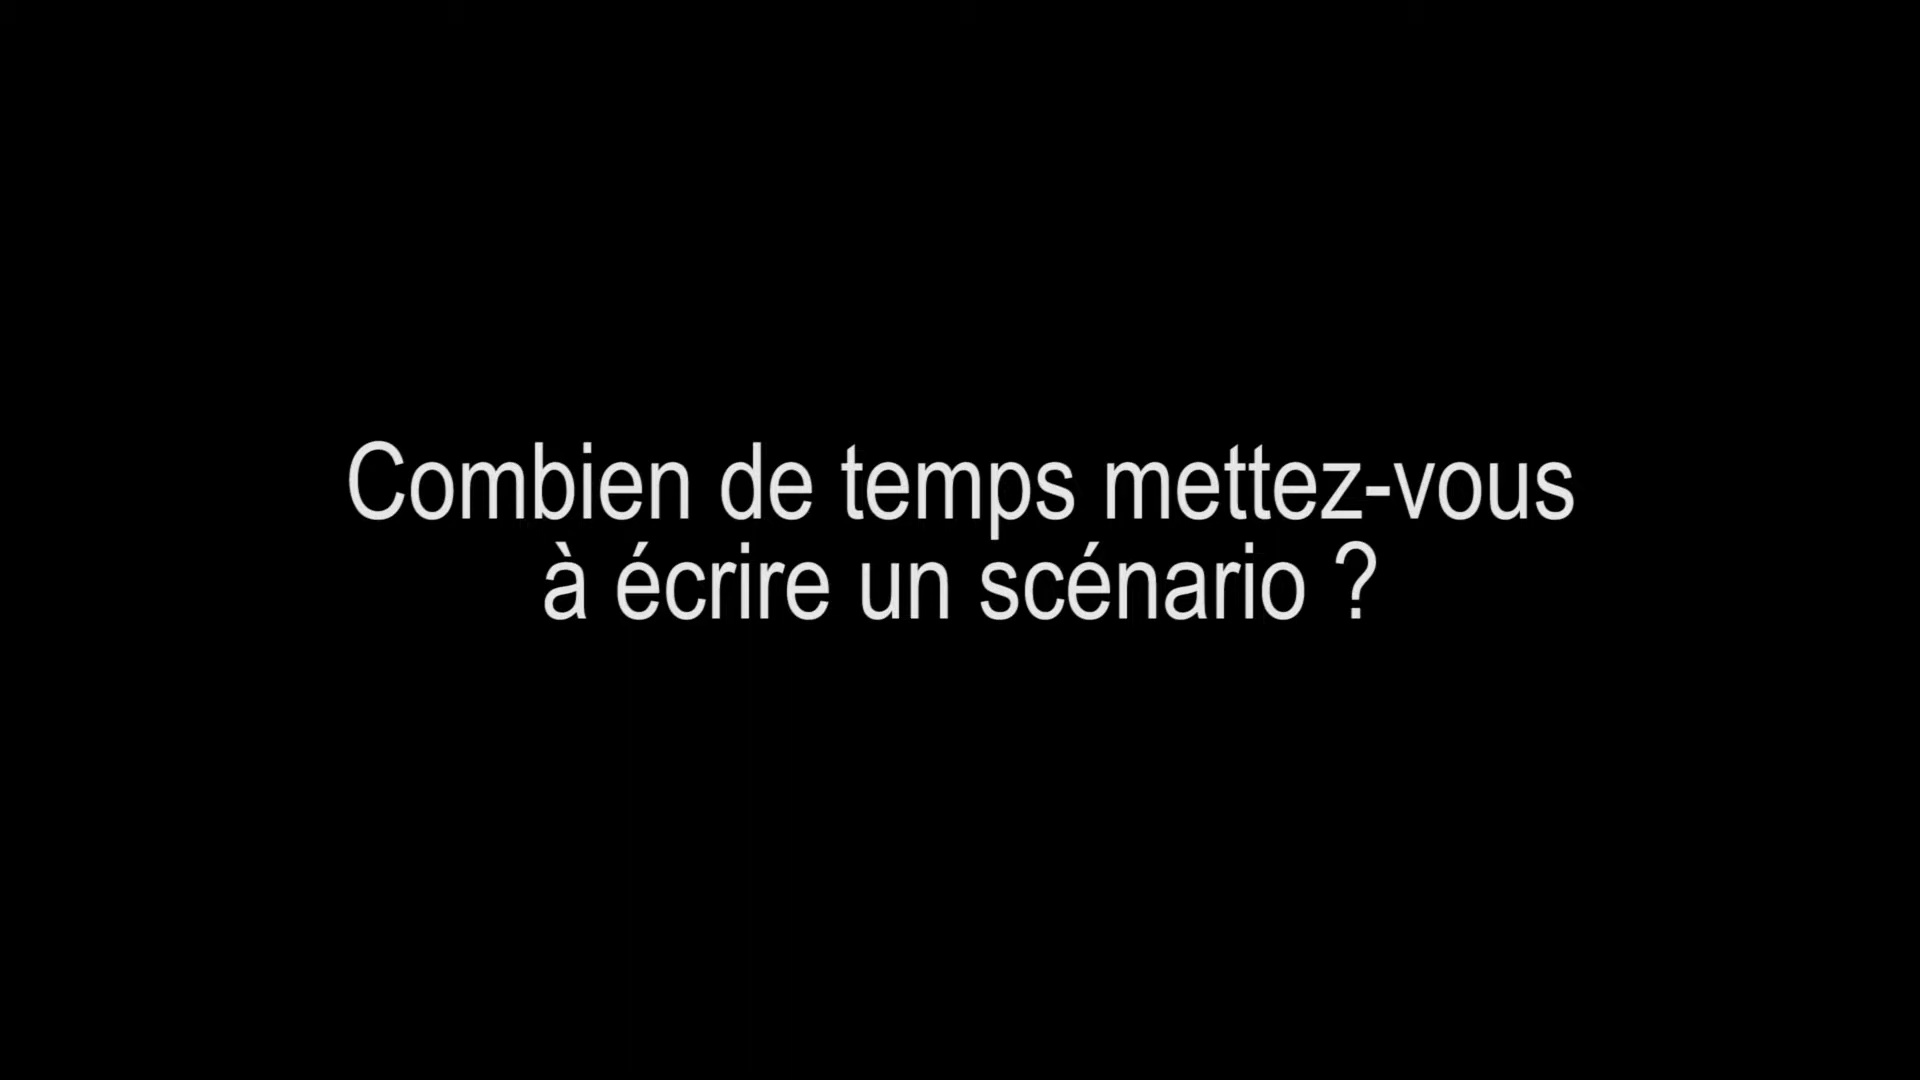 Combien de temps mettez-vous
à écrire un scénario ?